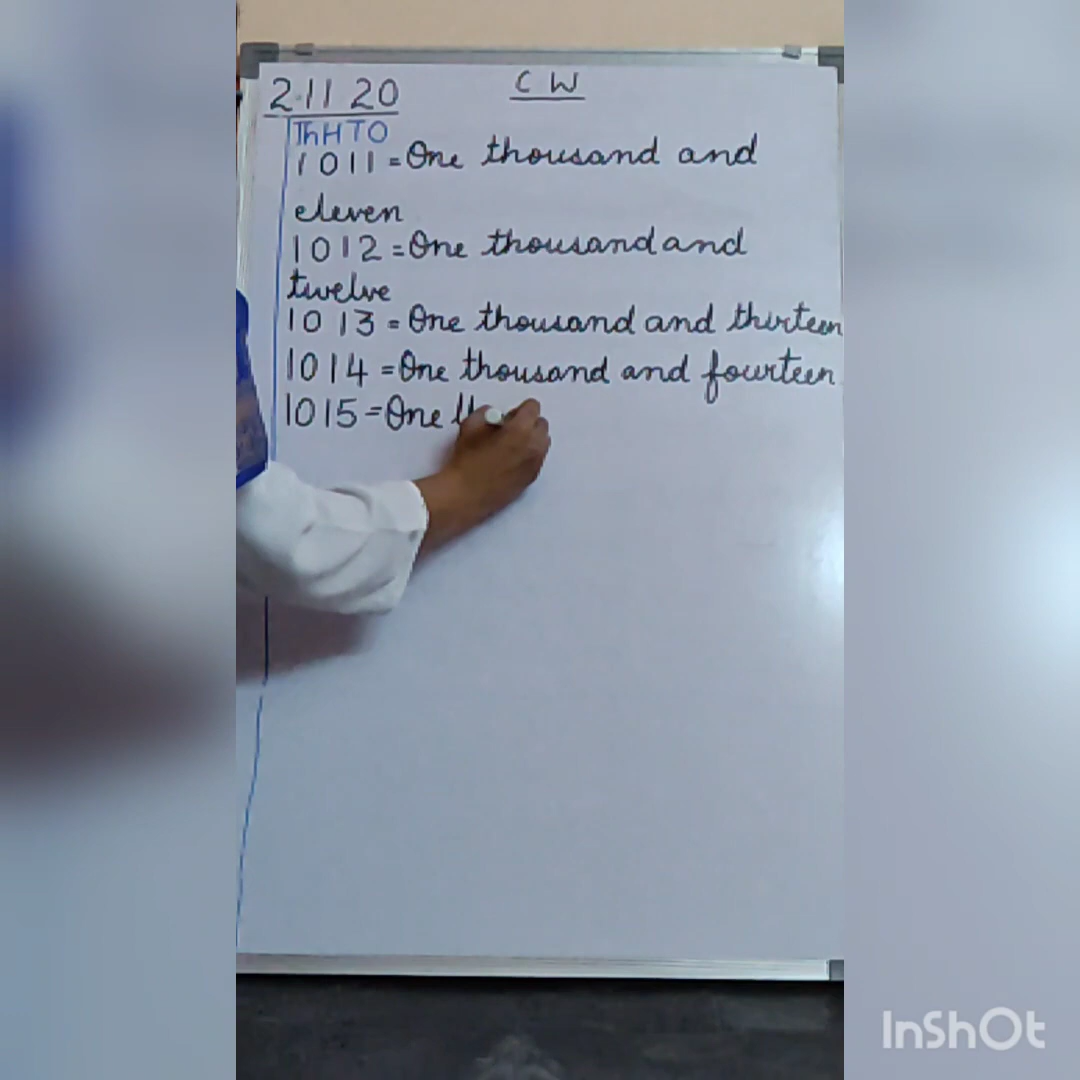 2.11 20
CW
Th H T O
1011 = One thousand and
eleven
1012 = One thousand and
twelve
1013 = One thousand and thirteen
1014 = One thousand and fourteen
1015 = One
InShOt